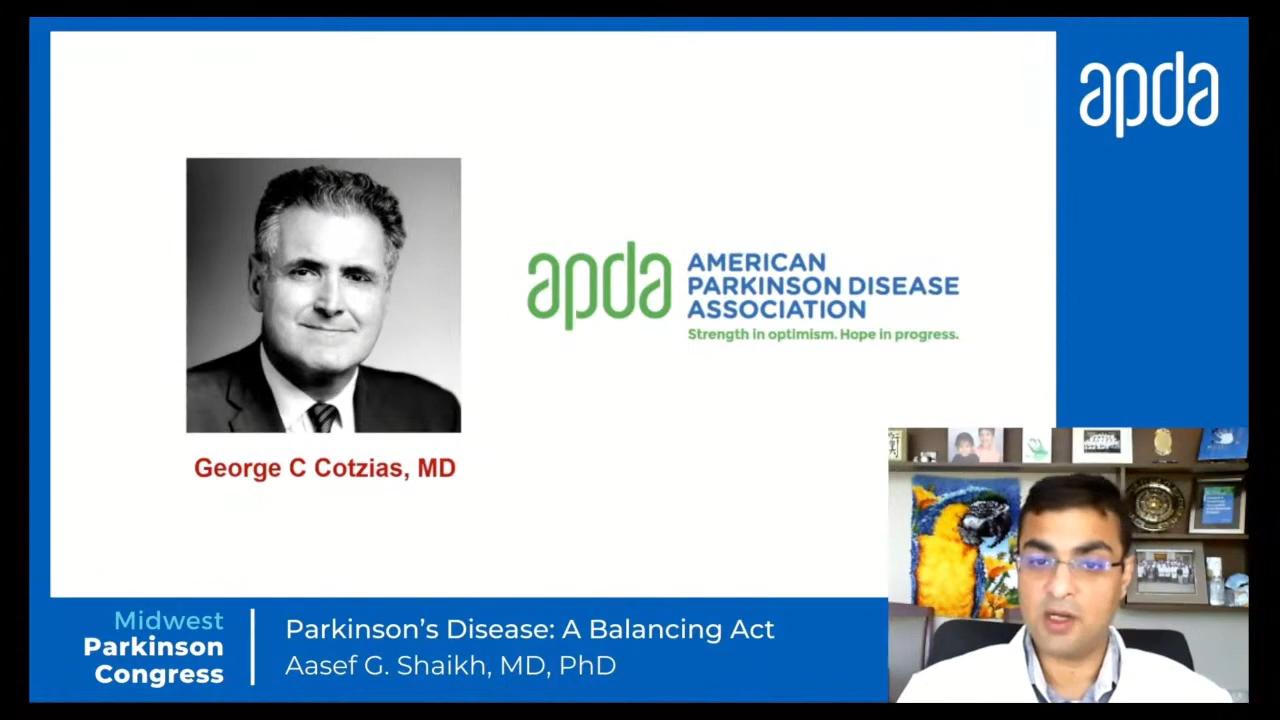 apda
George C Cotzias, MD
apda
AMERICAN
PARKINSON DISEASE
ASSOCIATION
Strength in optimism. Hope in progress.
Midwest
Parkinson
Congress
Parkinson's Disease: A Balancing Act
Aasef G. Shaikh, MD, PhD